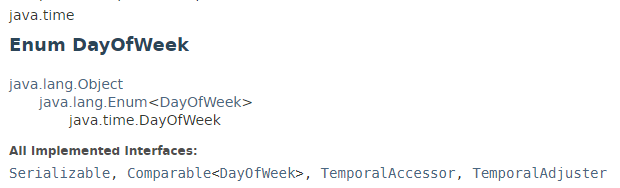 java.time
Enum DayOfWeek
java.lang.Object
java.lang.Enum<DayOfWeek>
java.time.DayOfWeek
All Implemented Interfaces:
Serializable, Comparable<DayOfWeek>, TemporalAccessor, TemporalAdjuster